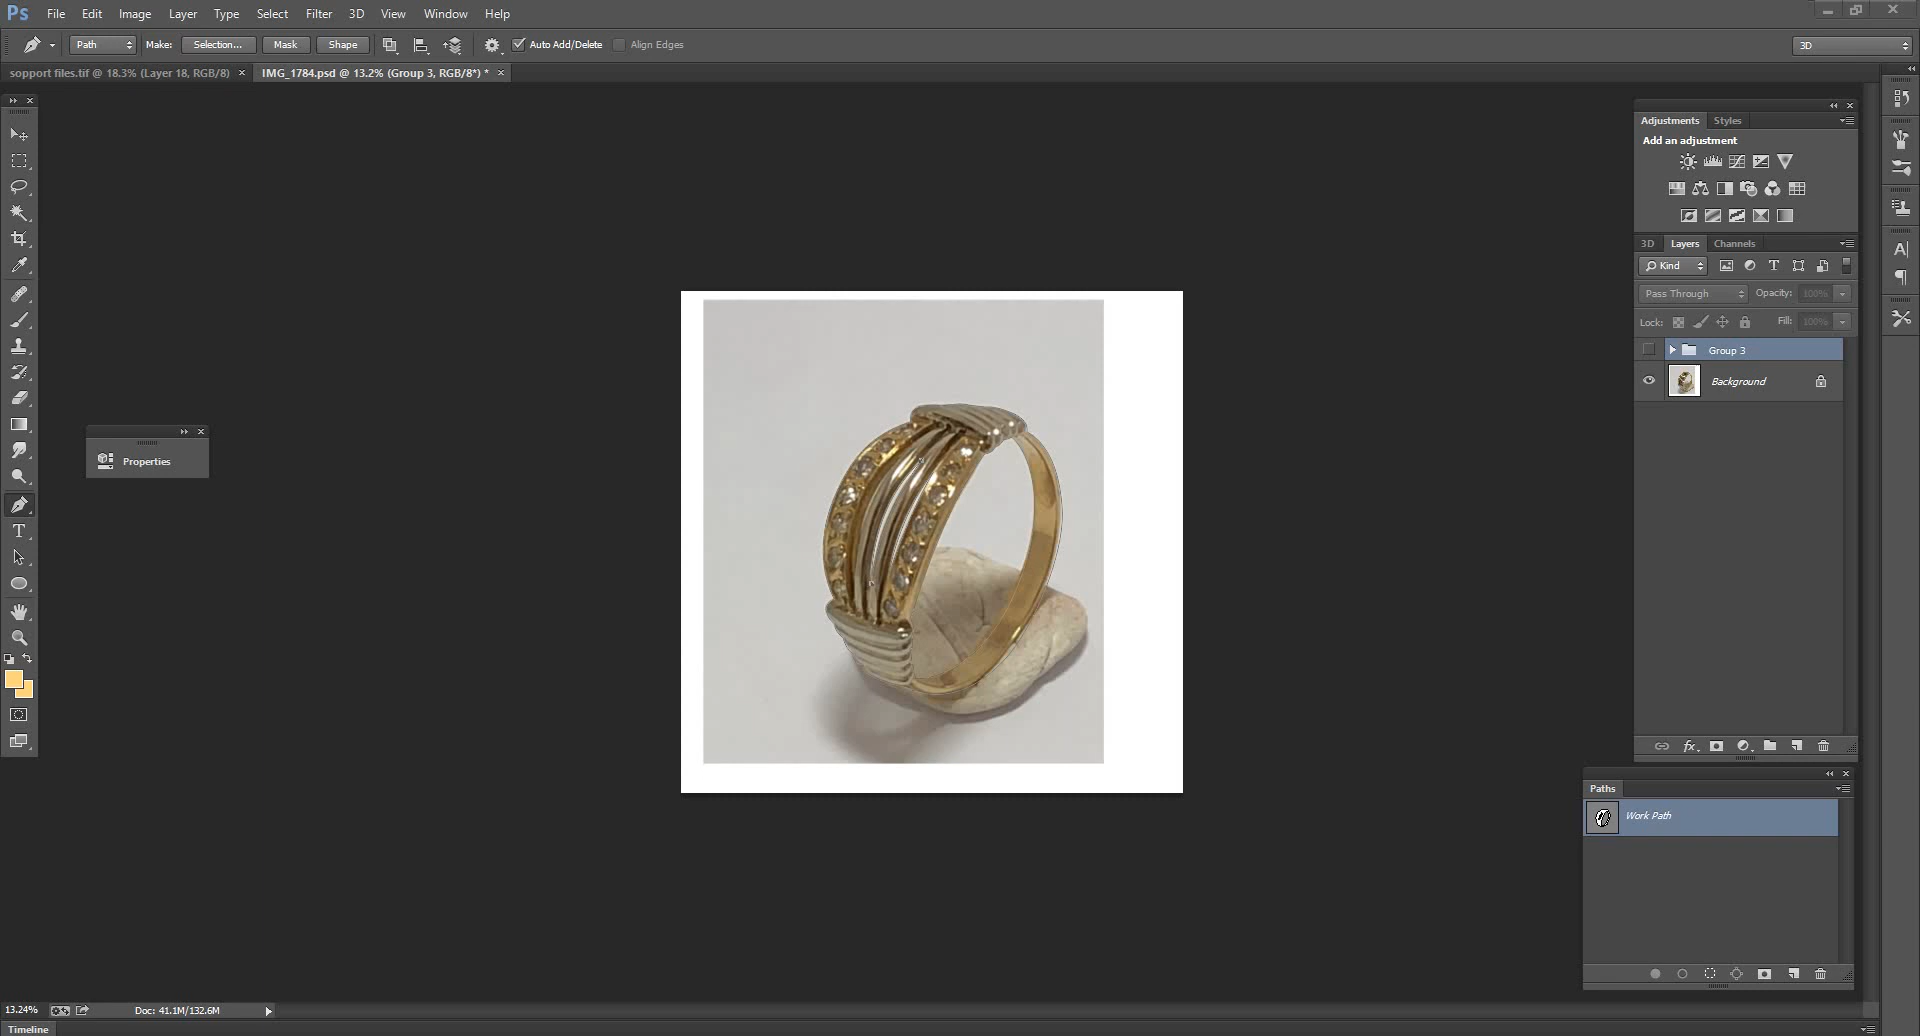 Ps File Edit Image Layer Type Select Filter 3D View Window Help
Path Make: Selection... Mask Shape Auto Add/Delete Align Edges 3D
sopport files.tif @ 18.3% (Layer 18, RGB/8) × IMG_1784.psd @ 13.2% (Group 3, RGB/8*) * ×
Adjustments Styles
Add an adjustment
3D Layers Channels
Kind T
Pass Through Opacity: 100%
Lock: Fill: 100%
Group 3
Background
Properties
T
A
fx
Paths
Work Path
13.24% Doc: 41.1M/132.6M
Timeline